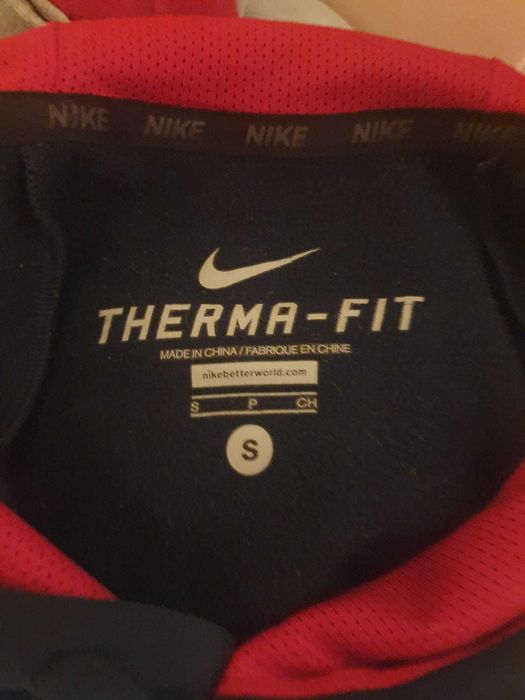 NIKE NIKE NIKE NIKE NIKE
THERMA-FIT
MADE IN CHINA / FABRIQUE EN CHINE
nikebetterworld.com
S P CH
S